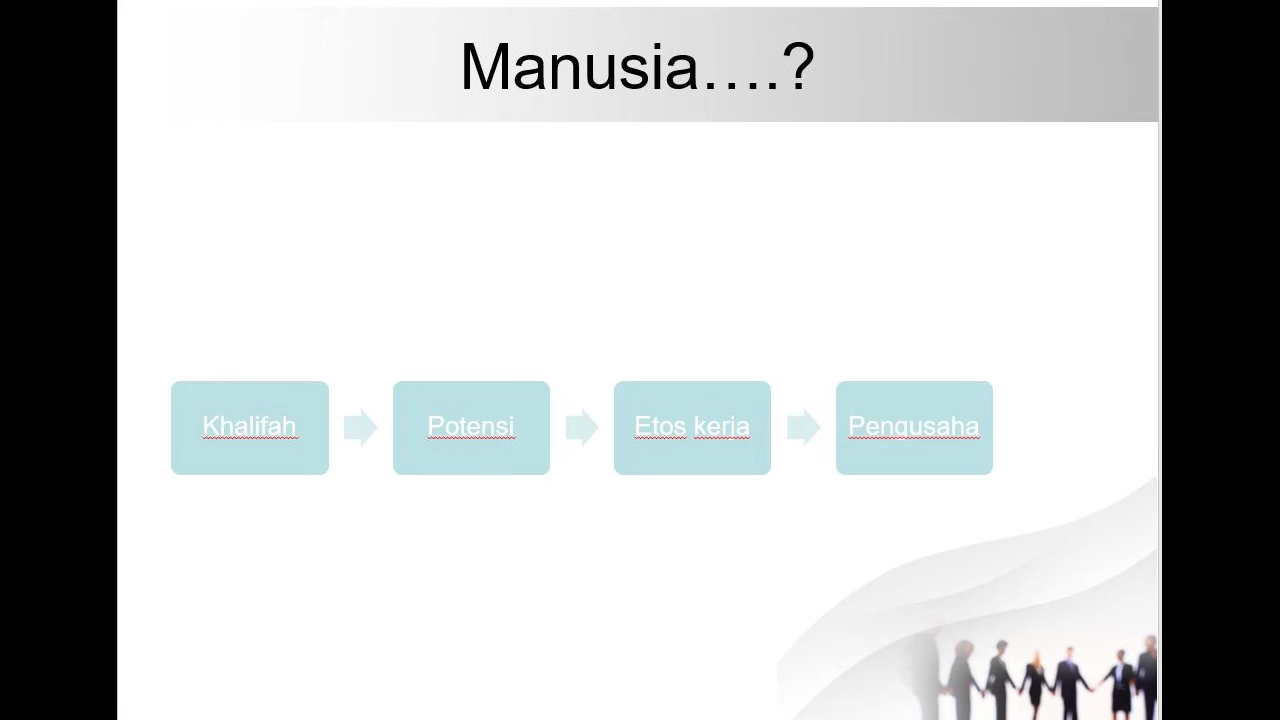 Manusia....?
Khalifah
Potensi
Etos kerja
Pengusaha